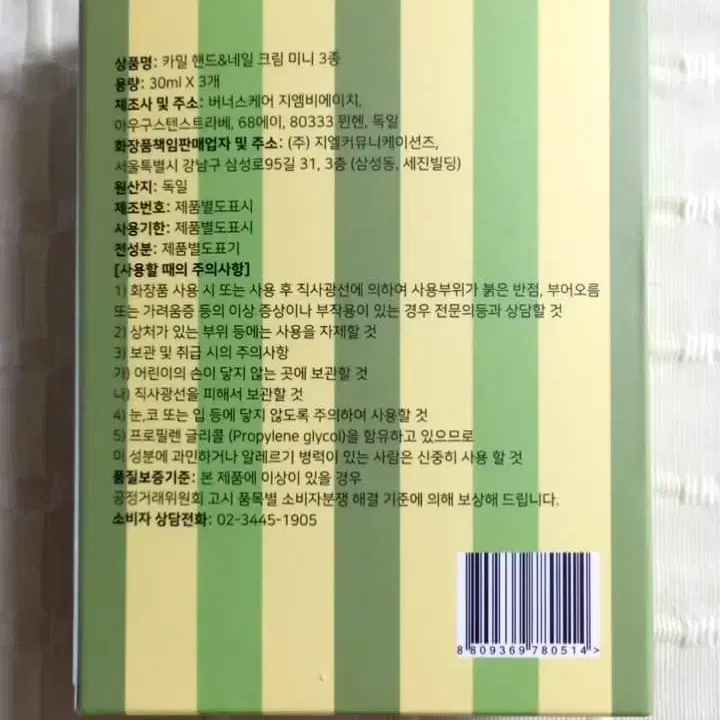 상품명: 카밀 핸드&네일 크림 미니 3종
용량: 30ml X 3개
제조사 및 주소: 버너스케어 지엠비에이치,
아우구스텐스트라베, 68에이, 80333 뮌헨, 독일
화장품책임판매업자 및 주소: (주) 지엘커뮤니케이션즈,
서울특별시 강남구 삼성로95길 31, 3층 (삼성동, 세진빌딩)
원산지: 독일
제조번호: 제품별도표시
사용기한: 제품별도표시
전성분: 제품별도표기
[사용할 때의 주의사항]
1) 화장품 사용 시 또는 사용 후 직사광선에 의하여 사용부위가 붉은 반점, 부어오름
또는 가려움증 등의 이상 증상이나 부작용이 있는 경우 전문의등과 상담할 것
2) 상처가 있는 부위 등에는 사용을 자제할 것
3) 보관 및 취급 시의 주의사항
가) 어린이의 손이 닿지 않는 곳에 보관할 것
나) 직사광선을 피해서 보관할 것
4) 눈,코 또는 입 등에 닿지 않도록 주의하여 사용할 것
5) 프로필렌 글리콜 (Propylene glycol)을 함유하고 있으므로
이 성분에 과민하거나 알레르기 병력이 있는 사람은 신중히 사용 할 것
품질보증기준: 본 제품에 이상이 있을 경우
공정거래위원회 고시 품목별 소비자분쟁 해결 기준에 의해 보상해 드립니다.
소비자 상담전화: 02-3445-1905
8 809369 780514 >